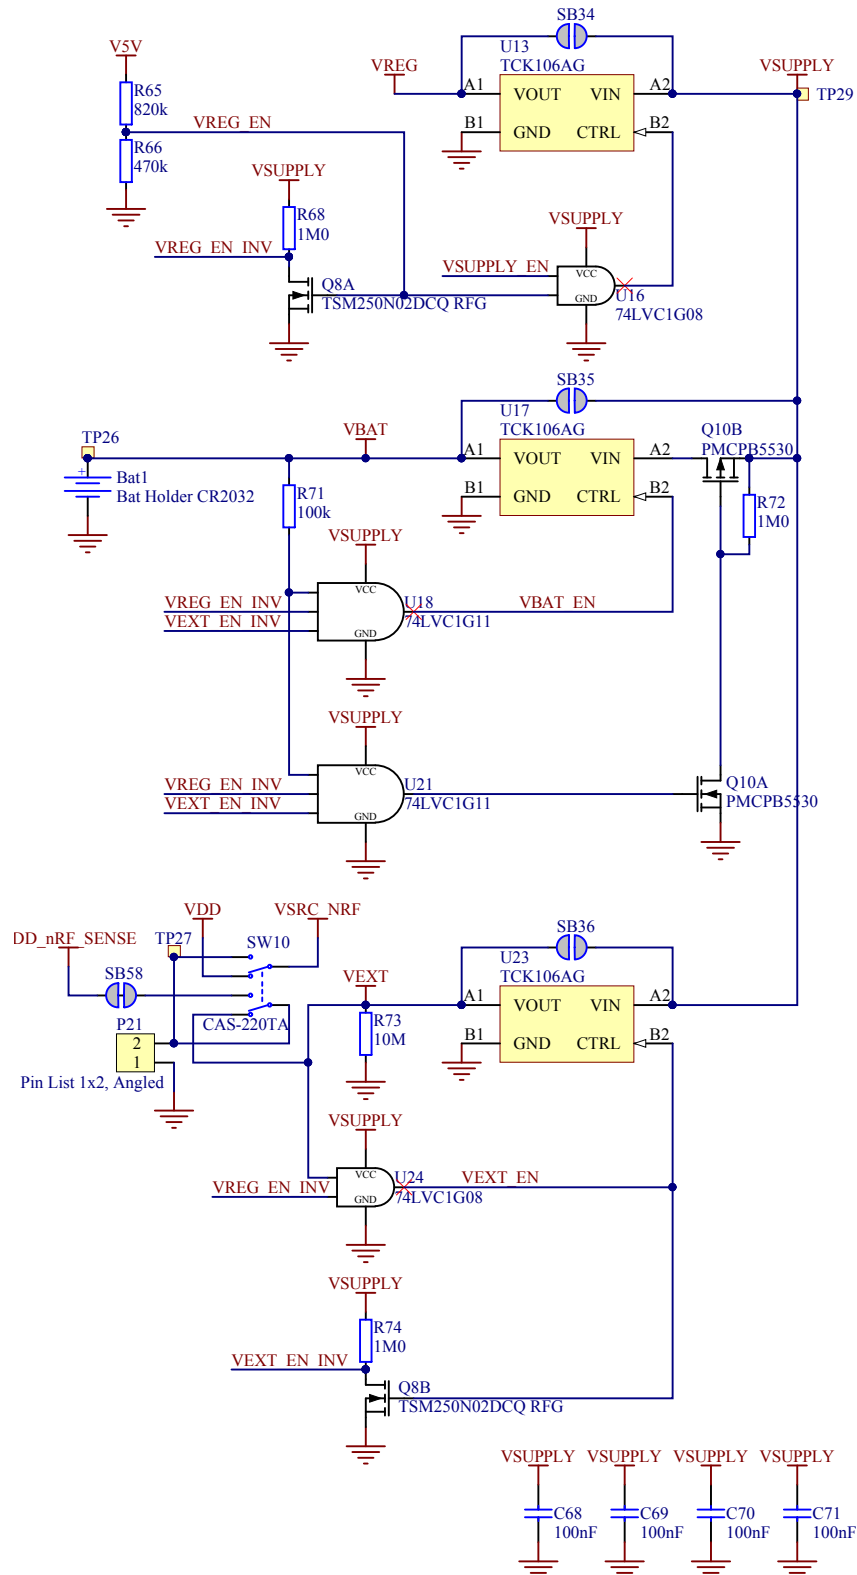 SB34
V5V
U13
TCK106AG
VREG
VSUPPLY
A1
VOUT
VIN
A2
TP29
R65
820k
VREG_EN
B1
GND
CTRL
B2
R66
470k
VSUPPLY
R68
1M0
VSUPPLY
VREG_EN_INV
VSUPPLY_EN
VCC
Q8A
TSM250N02DCQ RFG
GND
U16
74LVC1G08
SB35
U17
TCK106AG
Q10B
PMCPB5530
TP26
VBAT
A1
VOUT
VIN
A2
+
Bat1
Bat Holder CR2032
R71
100k
B1
GND
CTRL
B2
R72
1M0
VSUPPLY
VCC
VREG_EN_INV
VEXT_EN_INV
GND
U18
74LVC1G11
VBAT_EN
VSUPPLY
VCC
VREG_EN_INV
VEXT_EN_INV
GND
U21
74LVC1G11
Q10A
PMCPB5530
VDD
VSRC_NRF
DD_nRF_SENSE
TP27
SW10
SB36
U23
TCK106AG
SB58
VEXT
A1
VOUT
VIN
A2
P21
CAS-220TA
R73
10M
2
1
B1
GND
CTRL
B2
Pin List 1x2, Angled
VSUPPLY
VCC
VREG_EN_INV
GND
U24
74LVC1G08
VEXT_EN
VSUPPLY
R74
1M0
VEXT_EN_INV
Q8B
TSM250N02DCQ RFG
VSUPPLY VSUPPLY VSUPPLY VSUPPLY
C68 C69 C70 C71
100nF 100nF 100nF 100nF